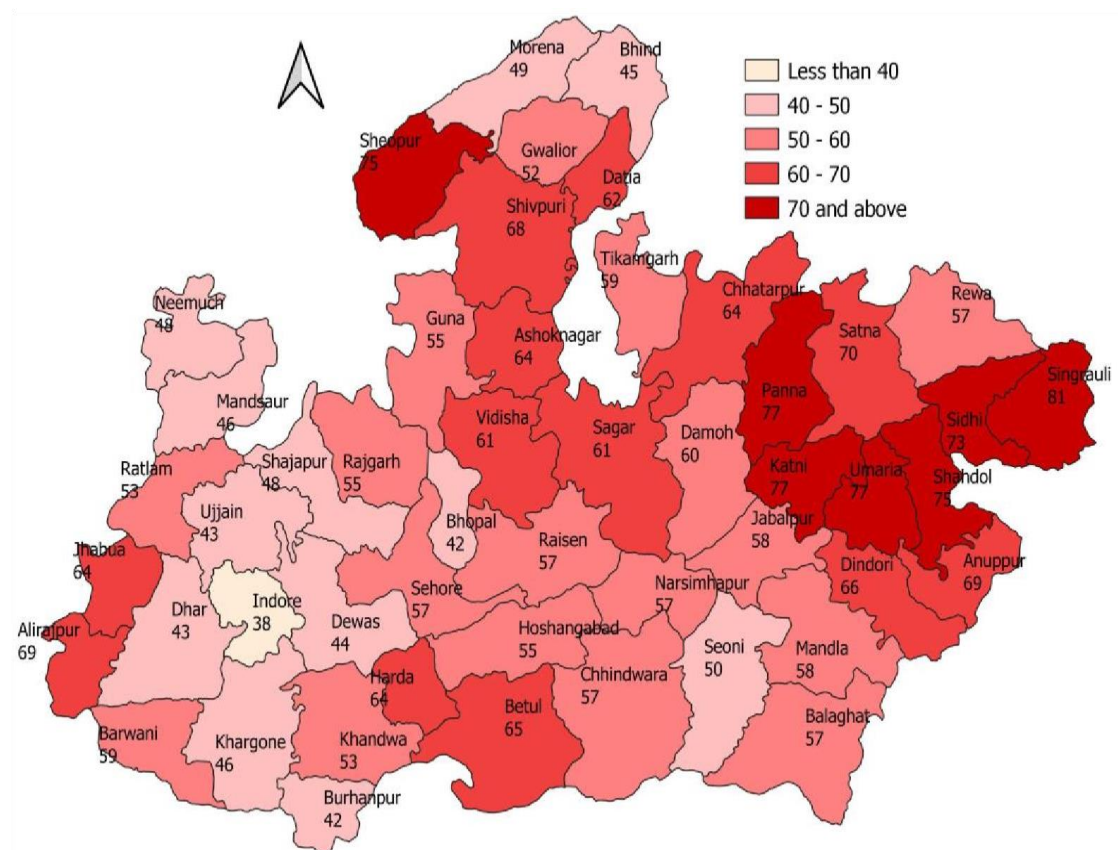 Morena
49
Bhind
45
Less than 40
40 - 50
50 - 60
60 - 70
70 and above
Sheopur
75
Gwalior
52
Datia
62
Shivpuri
68
Tikamgarh
59
Chhatarpur
64
Rewa
57
Neemuch
48
Guna
55
Ashoknagar
64
Satna
70
Singrauli
81
Mandsaur
46
Panna
77
Vidisha
61
Sagar
61
Damoh
60
Sidhi
73
Ratlam
53
Shajapur
48
Rajgarh
55
Katni
77
Umaria
77
Shahdol
75
Ujjain
43
Bhopal
42
Raisen
57
Jabalpur
58
Jhabua
64
Dindori
66
Anuppur
69
Dhar
43
Indore
38
Sehore
57
Narsimhapur
57
Alirajpur
69
Dewas
44
Hoshangabad
55
Seoni
50
Mandla
58
Harda
64
Chhindwara
57
Betul
65
Balaghat
57
Barwani
59
Khargone
46
Khandwa
53
Burhanpur
42